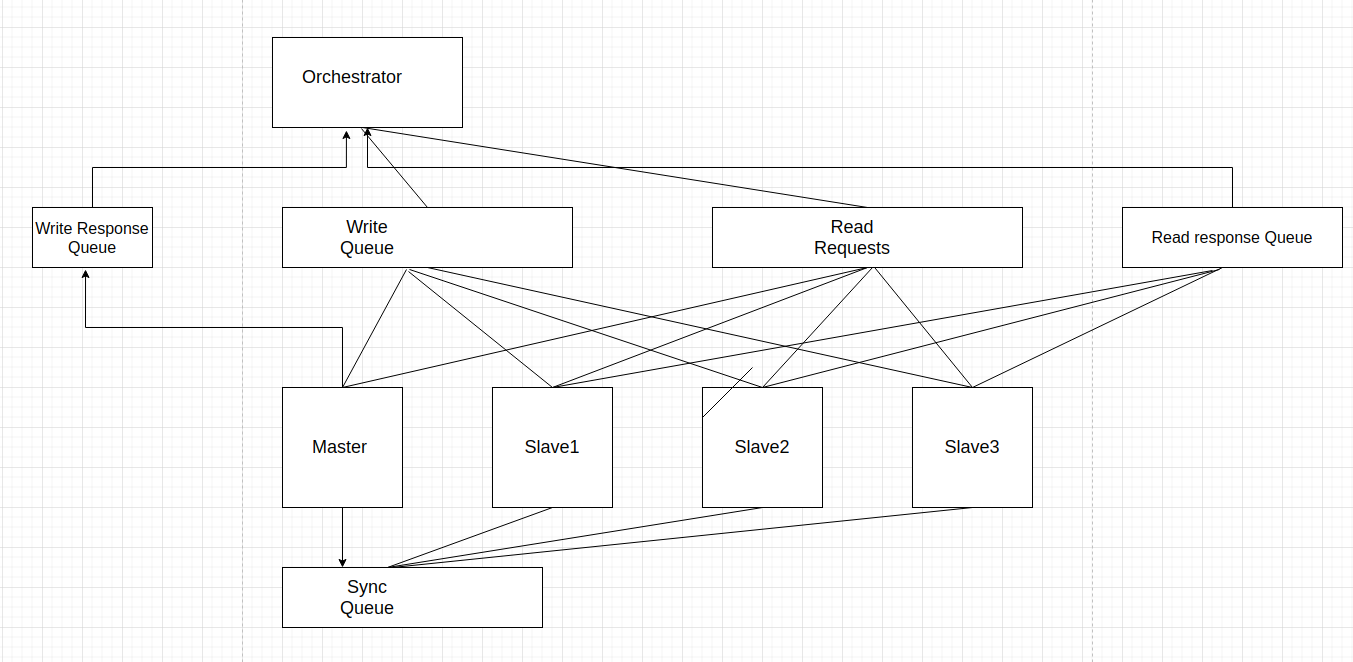 Orchestrator
Write Response
Queue
Write
Queue
Read
Requests
Read response Queue
Master
Slave1
Slave2
Slave3
Sync
Queue